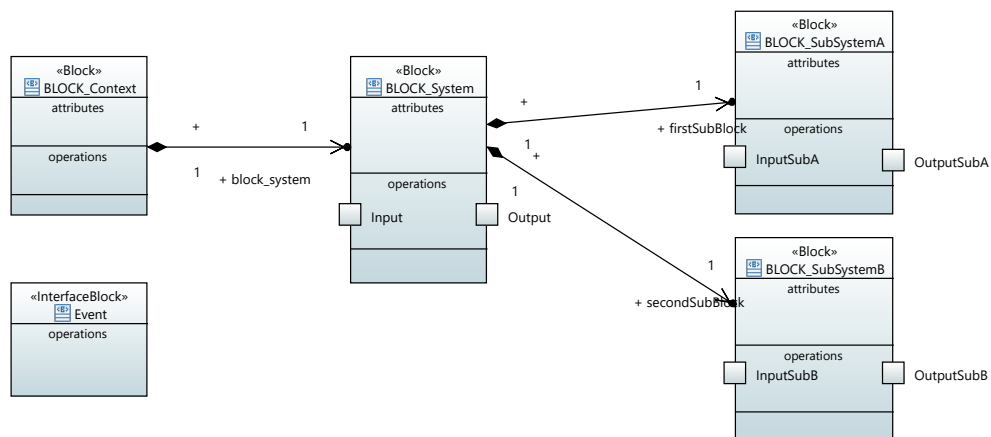 «Block»
BLOCK_Context
attributes
operations
+
1
1
+ block_system
«Block»
BLOCK_System
attributes
operations
Input
Output
+
1
+ firstSubBlock
1
+
1
1
+ secondSubBlock
«Block»
BLOCK_SubSystemA
attributes
operations
InputSubA
OutputSubA
«Block»
BLOCK_SubSystemB
attributes
operations
InputSubB
OutputSubB
«InterfaceBlock»
Event
operations